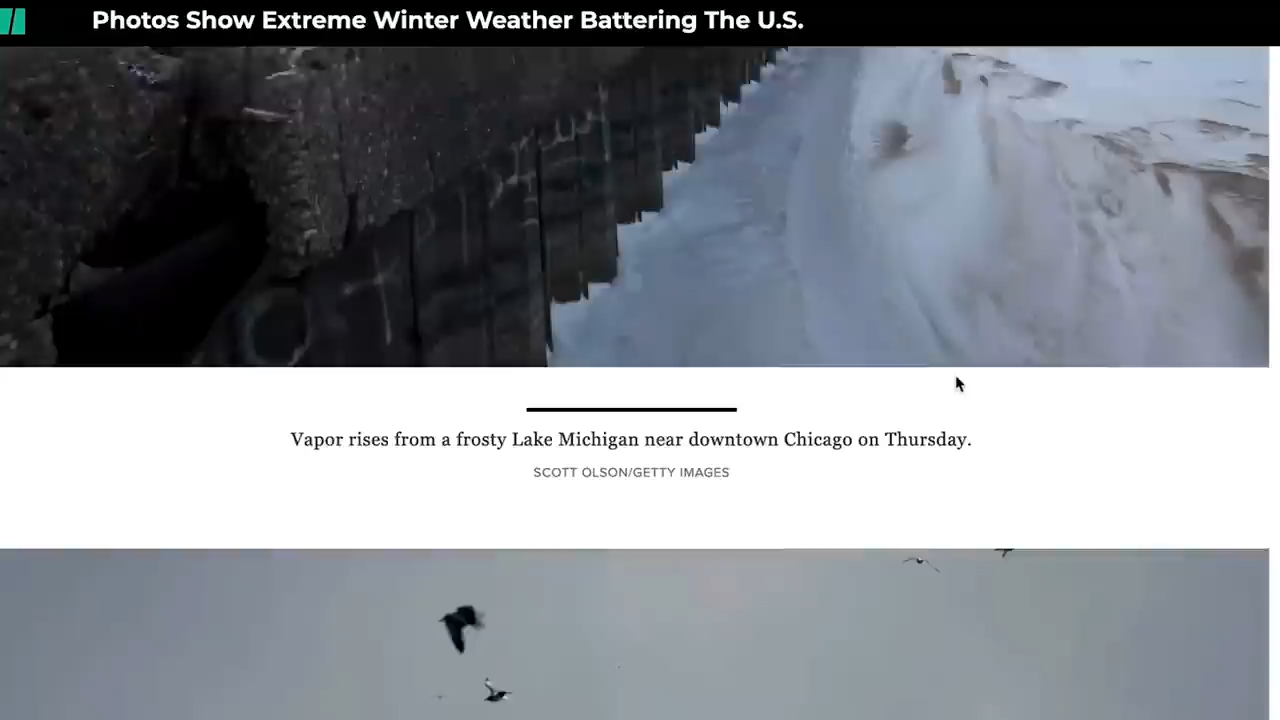 Photos Show Extreme Winter Weather Battering The U.S.
Vapor rises from a frosty Lake Michigan near downtown Chicago on Thursday.
SCOTT OLSON/GETTY IMAGES